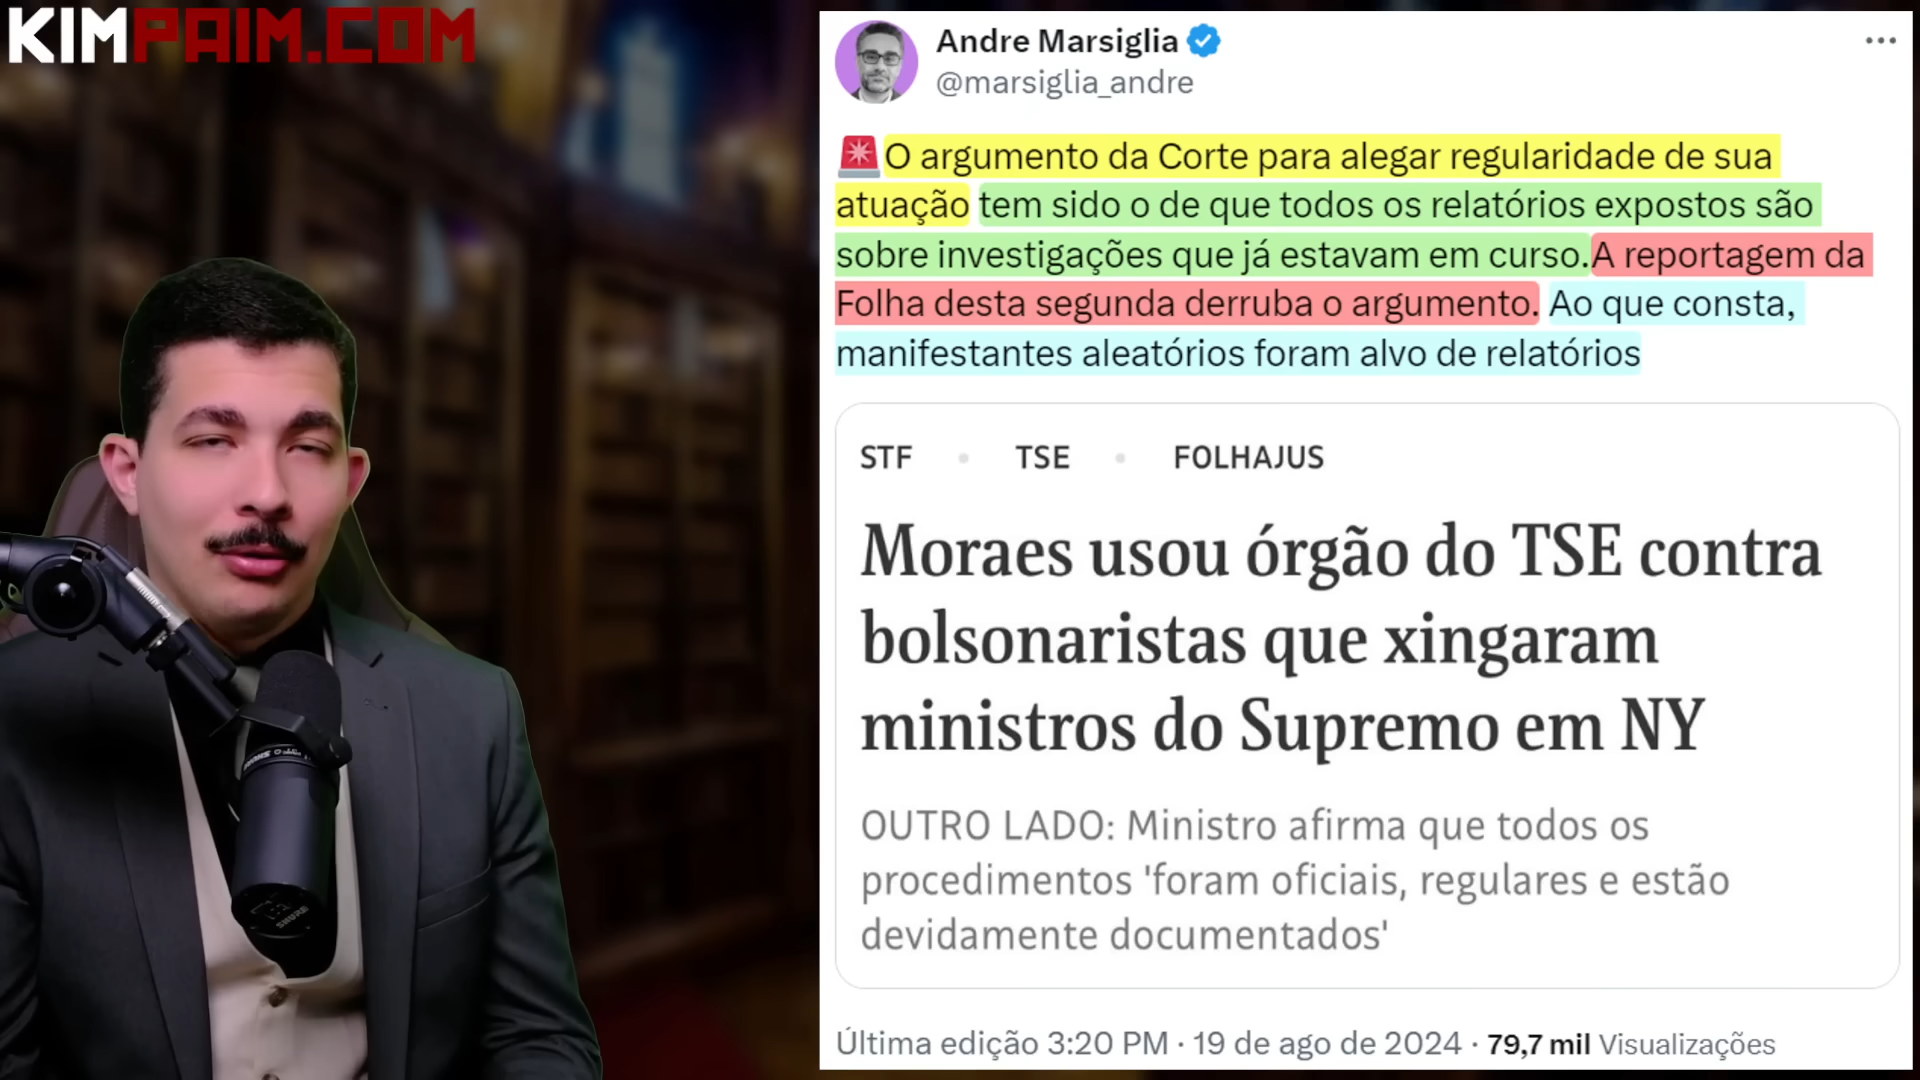 KIMPAIM.COM
Andre Marsiglia
@marsiglia_andre
🚨O argumento da Corte para alegar regularidade de sua
atuação tem sido o de que todos os relatórios expostos são
sobre investigações que já estavam em curso.A reportagem da
Folha desta segunda derruba o argumento. Ao que consta,
manifestantes aleatórios foram alvo de relatórios
STF • TSE • FOLHAJUS
Moraes usou órgão do TSE contra
bolsonaristas que xingaram
ministros do Supremo em NY
OUTRO LADO: Ministro afirma que todos os
procedimentos 'foram oficiais, regulares e estão
devidamente documentados'
Última edição 3:20 PM · 19 de ago de 2024 · 79,7 mil Visualizações
SHURE
SHURE